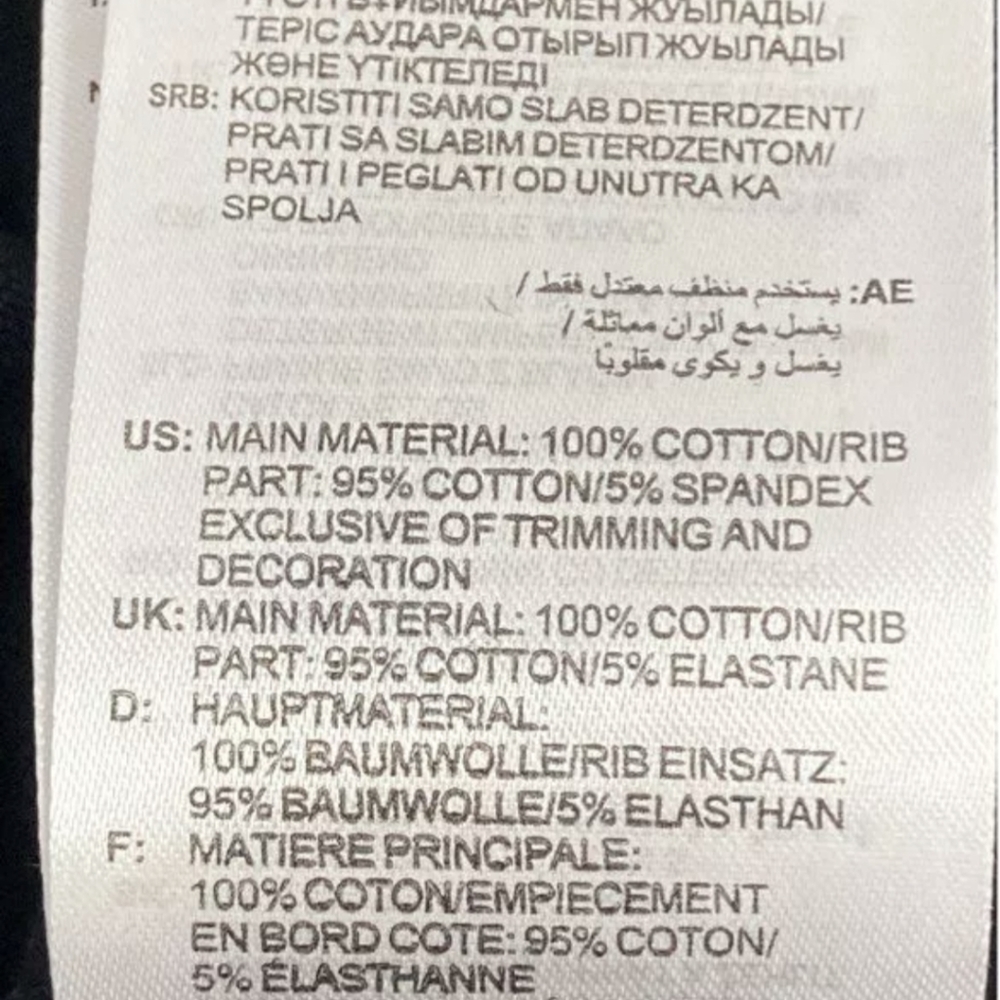 ЖУЫЛАДЫ/
ТЕРІС АУДАРА ОТЫРЫП ЖУЫЛАДЫ
ЖӘНЕ ҮТІКТЕЛЕДІ
SRB: KORISTITI SAMO SLAB DETERDZENT/
PRATI SA SLABIM DETERDZENTOM/
PRATI I PEGLATI OD UNUTRA KA
SPOLJA
AE: يستخدم منظف معتدل فقط /
يغسل مع ألوان مماثلة /
يغسل و يكوى مقلوبًا
US: MAIN MATERIAL: 100% COTTON/RIB
PART: 95% COTTON/5% SPANDEX
EXCLUSIVE OF TRIMMING AND
DECORATION
UK: MAIN MATERIAL: 100% COTTON/RIB
PART: 95% COTTON/5% ELASTANE
D: HAUPTMATERIAL:
100% BAUMWOLLE/RIB EINSATZ:
95% BAUMWOLLE/5% ELASTHAN
F: MATIERE PRINCIPALE:
100% COTON/EMPIECEMENT
EN BORD COTE: 95% COTON/
5% ÉLASTHANNE